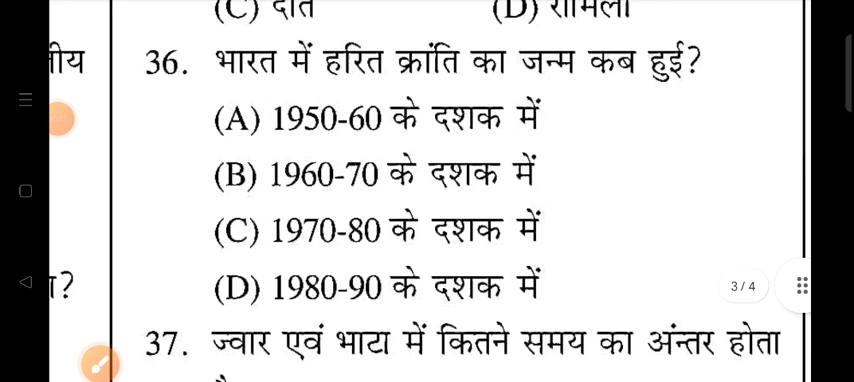 (C) दाँत (D)
तीय
36. भारत में हरित क्रांति का जन्म कब हुई?
(A) 1950-60 के दशक में
(B) 1960-70 के दशक में
(C) 1970-80 के दशक में
(D) 1980-90 के दशक में
?
3/4
37. ज्वार एवं भाटा में कितने समय का अंन्तर होता